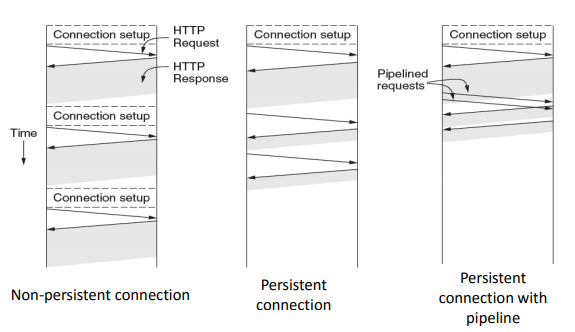 Connection setup
HTTP
Request
HTTP
Response
Connection setup
Time
Connection setup
Non-persistent connection
Connection setup
Persistent
connection
Connection setup
Pipelined
requests
Persistent
connection with
pipeline